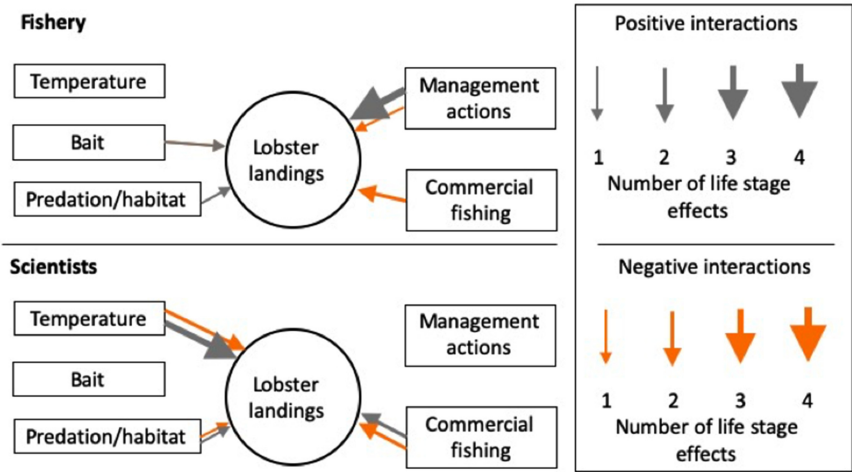 Fishery
Temperature
Bait
Predation/habitat
Lobster
landings
Management
actions
Commercial
fishing
Scientists
Temperature
Bait
Predation/habitat
Lobster
landings
Management
actions
Commercial
fishing
Positive interactions
1 2 3 4
Number of life stage
effects
Negative interactions
1 2 3 4
Number of life stage
effects